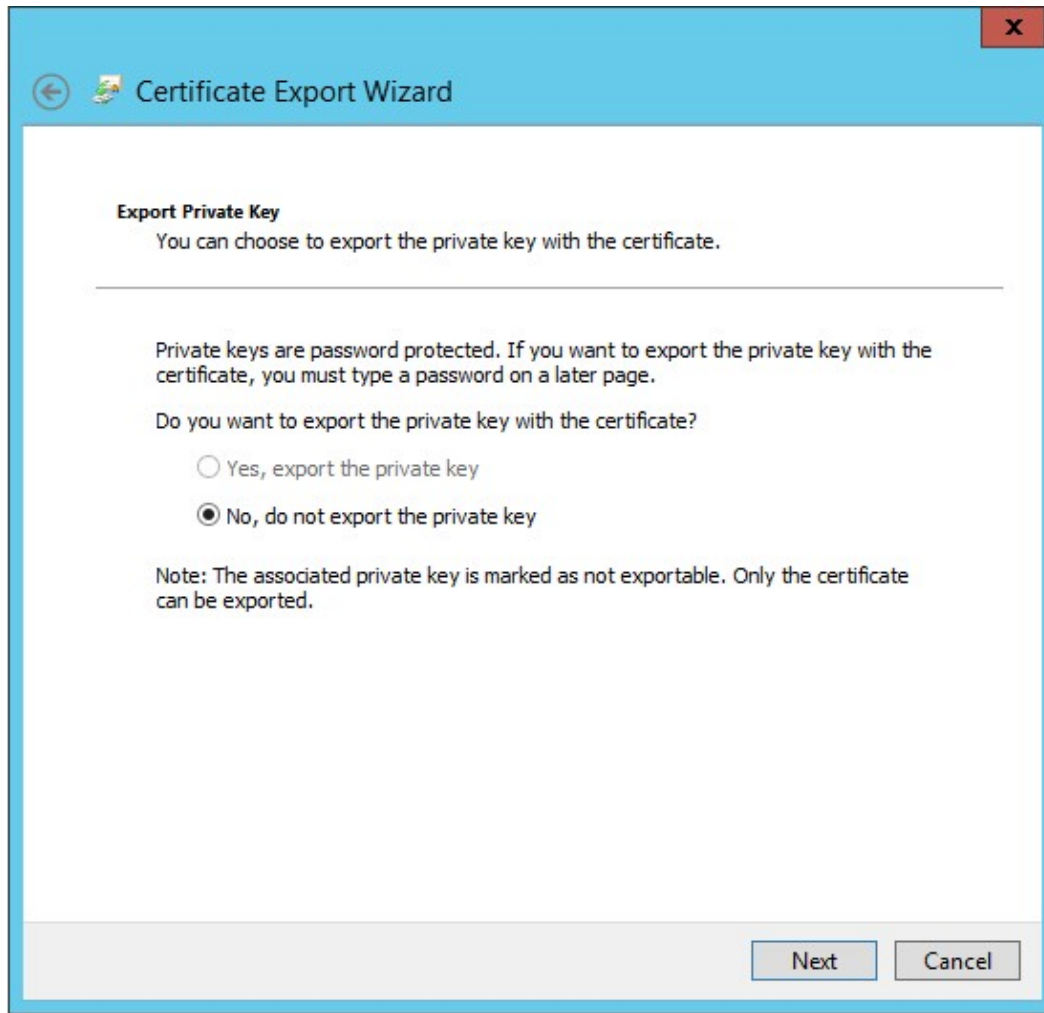 x
Certificate Export Wizard
Export Private Key
You can choose to export the private key with the certificate.
Private keys are password protected. If you want to export the private key with the
certificate, you must type a password on a later page.
Do you want to export the private key with the certificate?
Yes, export the private key
No, do not export the private key
Note: The associated private key is marked as not exportable. Only the certificate
can be exported.
Next
Cancel